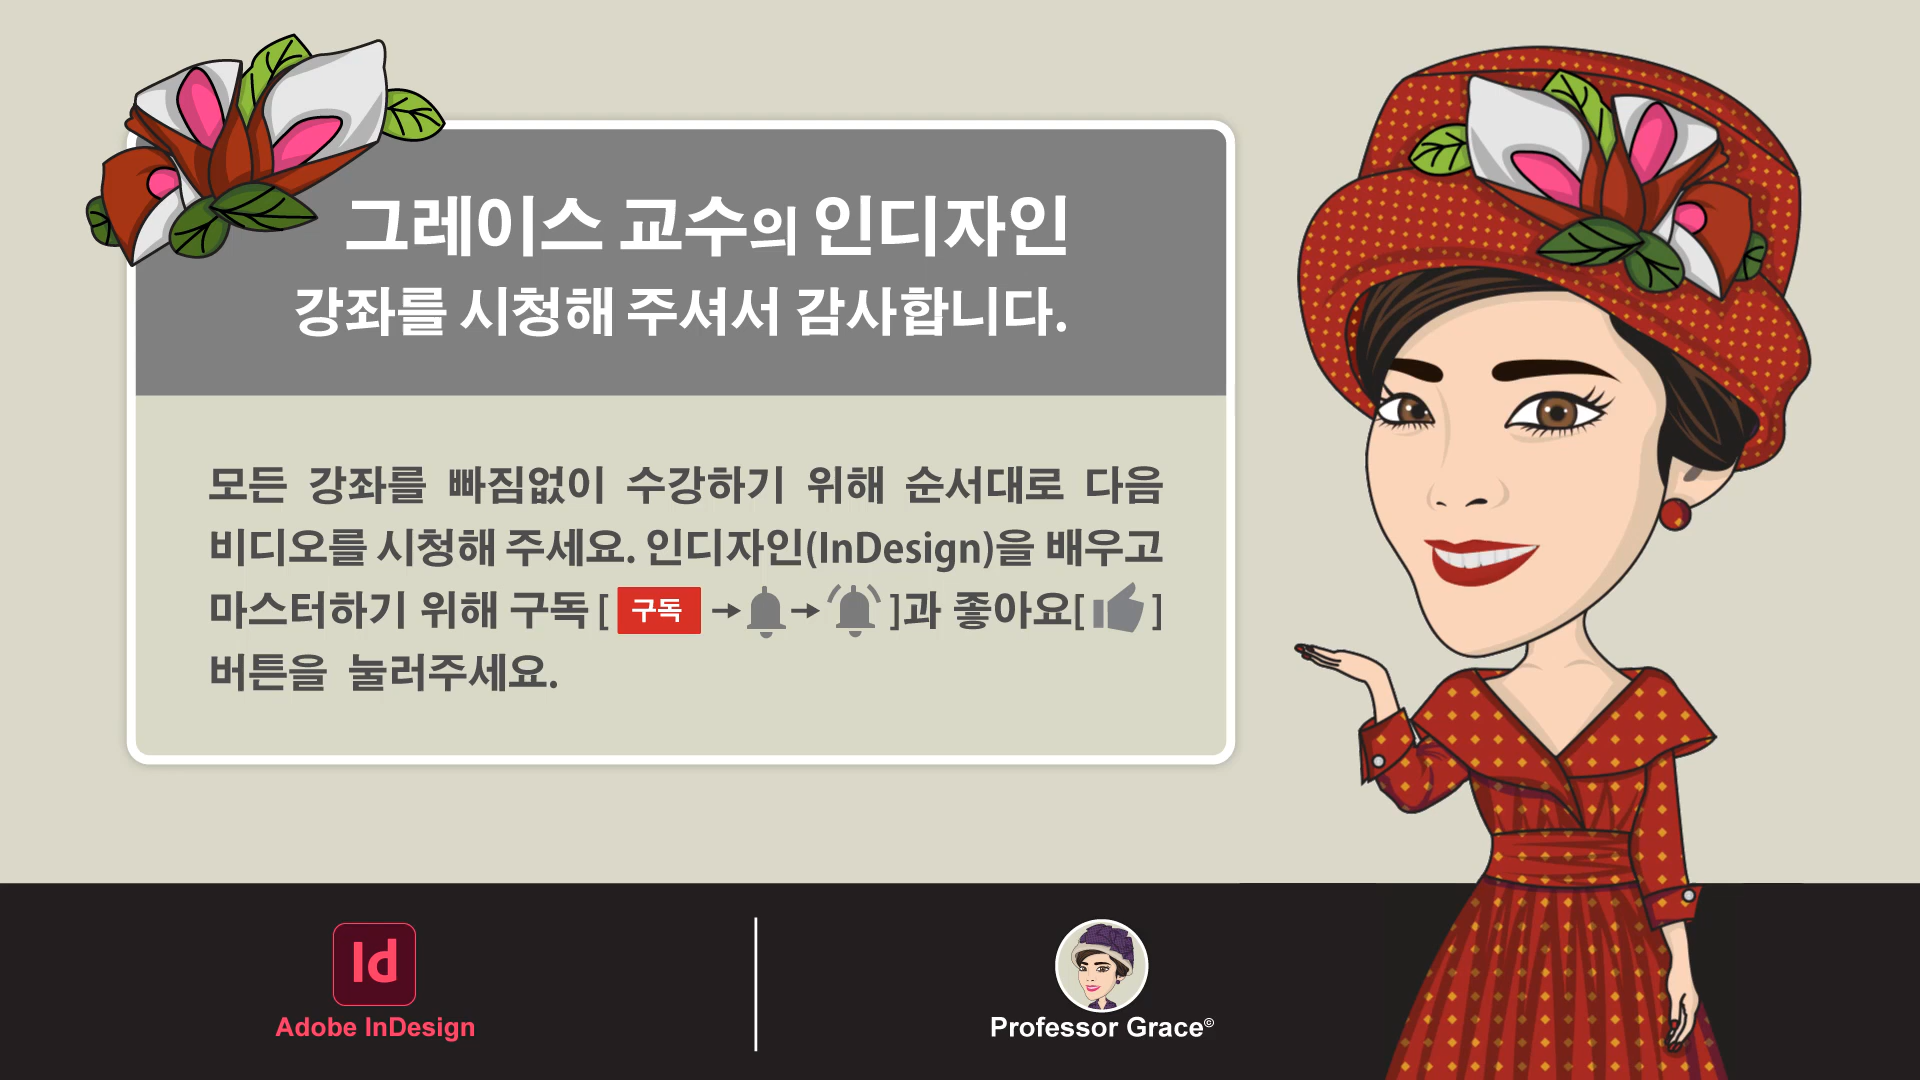 그레이스 교수의 인디자인
강좌를 시청해 주셔서 감사합니다.
모든 강좌를 빠짐없이 수강하기 위해 순서대로 다음
비디오를 시청해 주세요. 인디자인(InDesign)을 배우고
마스터하기 위해 구독 [ 구독 → → ]과 좋아요[ ]
버튼을 눌러주세요.
Id
Adobe InDesign
Professor Grace©